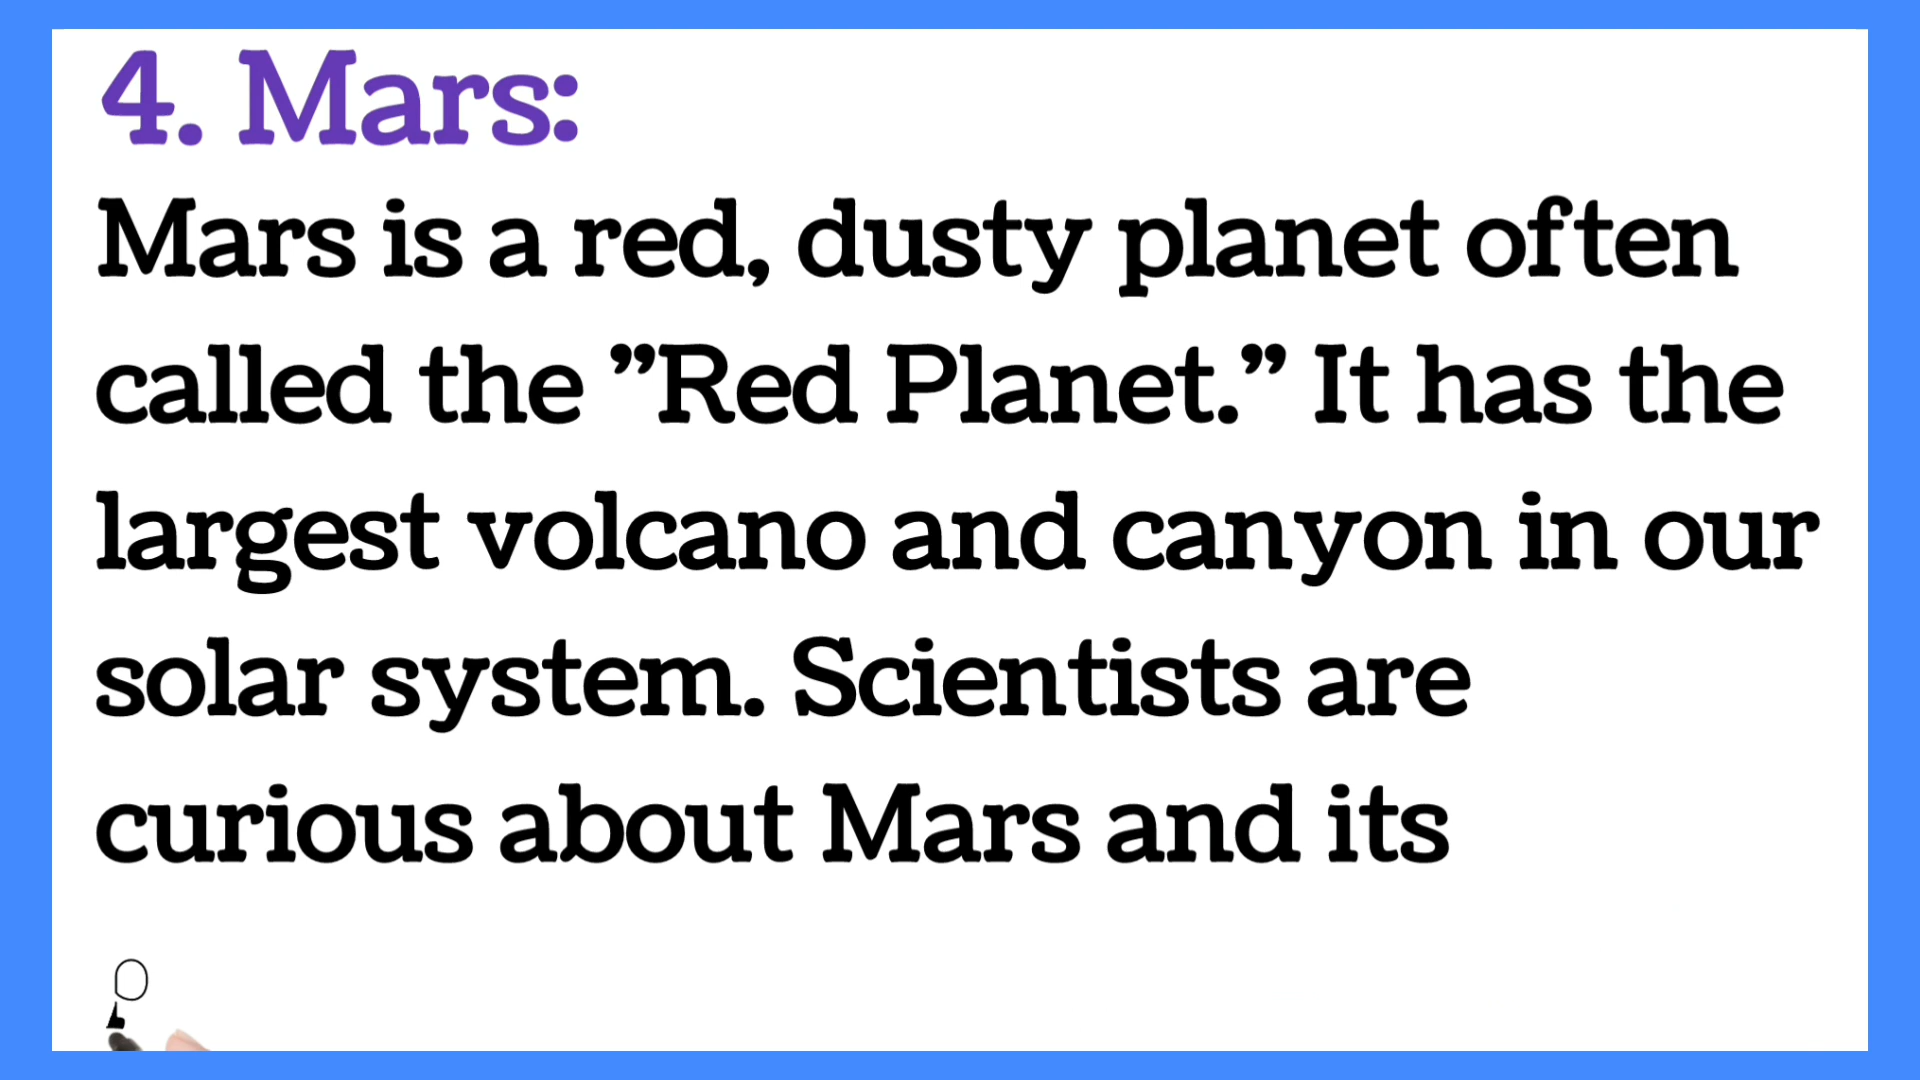 4. Mars:
Mars is a red, dusty planet often
called the ”Red Planet.” It has the
largest volcano and canyon in our
solar system. Scientists are
curious about Mars and its